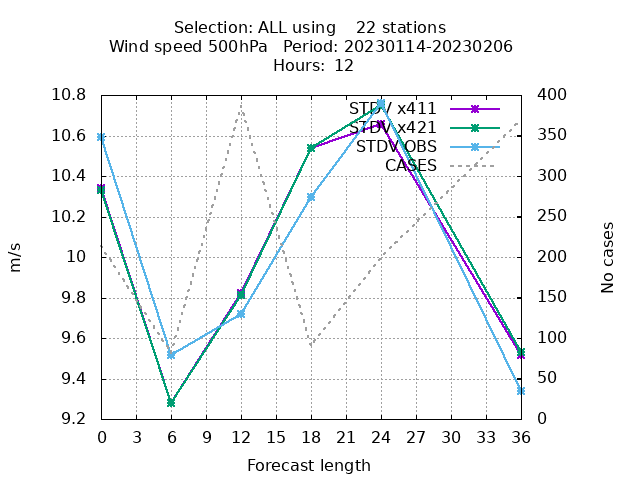 Selection: ALL using    22 stations
Wind speed 500hPa   Period: 20230114-20230206
Hours:  12
10.8
10.6
10.4
10.2
10
9.8
9.6
9.4
9.2
400
350
300
250
200
150
100
50
0
STDV x411
STDV x421
STDV OBS
CASES
m/s
No cases
0 3 6 9 12 15 18 21 24 27 30 33 36
Forecast length